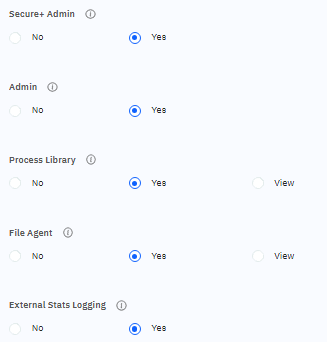 Secure+ Admin
No Yes
Admin
No Yes
Process Library
No Yes View
File Agent
No Yes View
External Stats Logging
No Yes